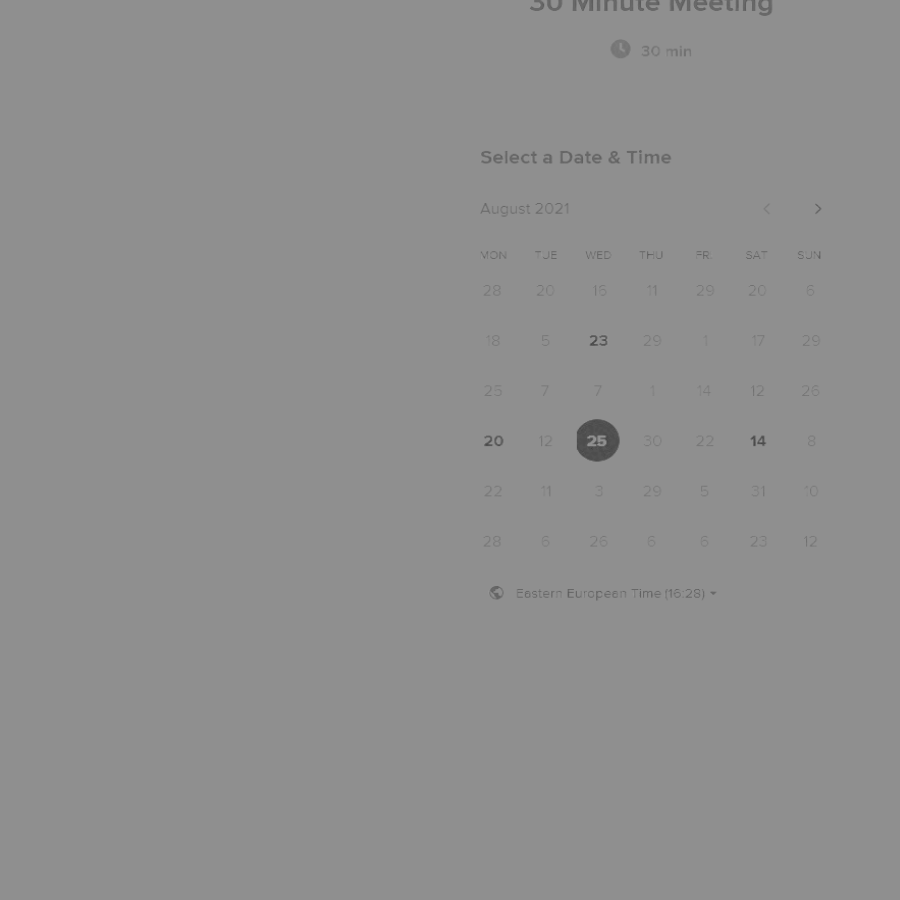 30 Minute Meeting
30 min
Select a Date & Time
August 2021
MON TUE WED THU FRI SAT SUN
28 20 15 11 29 20 6
18 5 23 29 1 17 29
25 7 7 1 14 12 26
20 12 25 30 22 14 8
22 11 3 29 5 31 10
28 6 26 6 6 23 12
Eastern European Time (16:28)